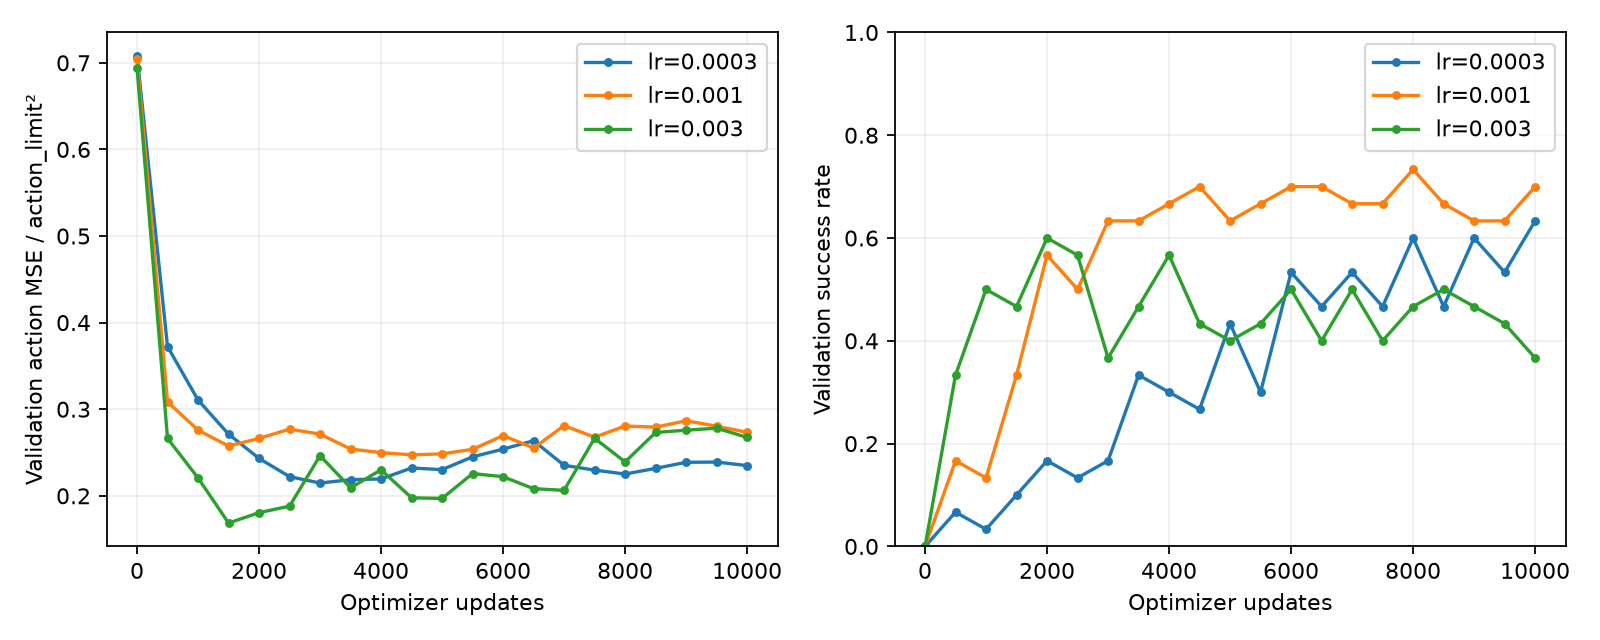 Validation action MSE / action_limit²
0.7
0.6
0.5
0.4
0.3
0.2
0 2000 4000 6000 8000 10000
Optimizer updates
lr=0.0003
lr=0.001
lr=0.003
Validation success rate
1.0
0.8
0.6
0.4
0.2
0.0
0 2000 4000 6000 8000 10000
Optimizer updates
lr=0.0003
lr=0.001
lr=0.003